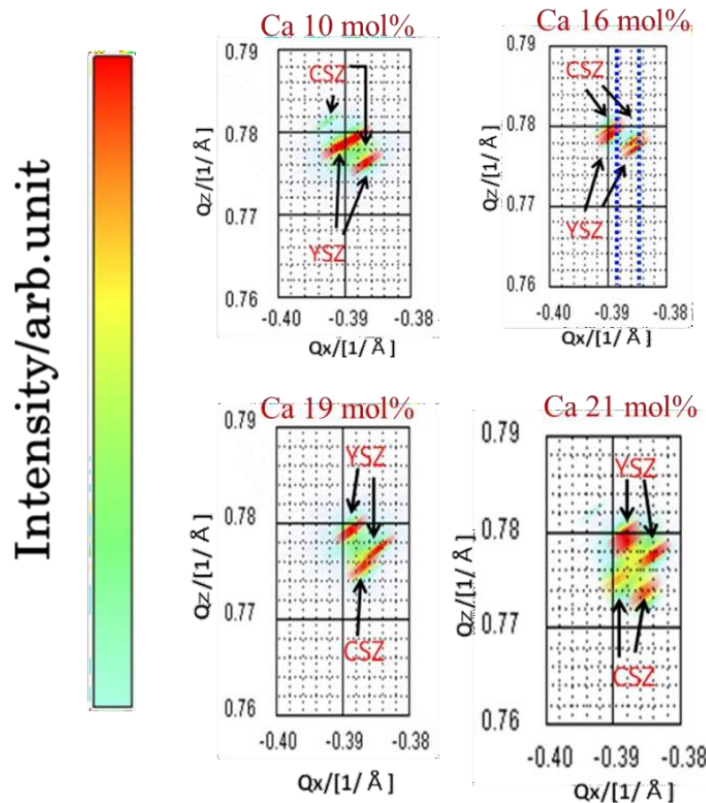 Intensity/arb.unit
Ca 10 mol%
0.79
0.78
0.77
0.76
Qz/[1/ Å]
CSZ
YSZ
-0.40 -0.39 -0.38
Qx/[1/ Å]
Ca 16 mol%
0.79
0.78
0.77
0.76
Qz/[1/ Å]
CSZ
YSZ
-0.40 -0.39 -0.38
Qx/[1/ Å]
Ca 19 mol%
0.79
0.78
0.77
0.76
Qz/[1/ Å]
YSZ
CSZ
-0.40 -0.39 -0.38
Qx/[1/ Å]
Ca 21 mol%
0.79
0.78
0.77
0.76
Qz/[1/ Å]
YSZ
CSZ
-0.40 -0.39 -0.38
Qx/[1/ Å]